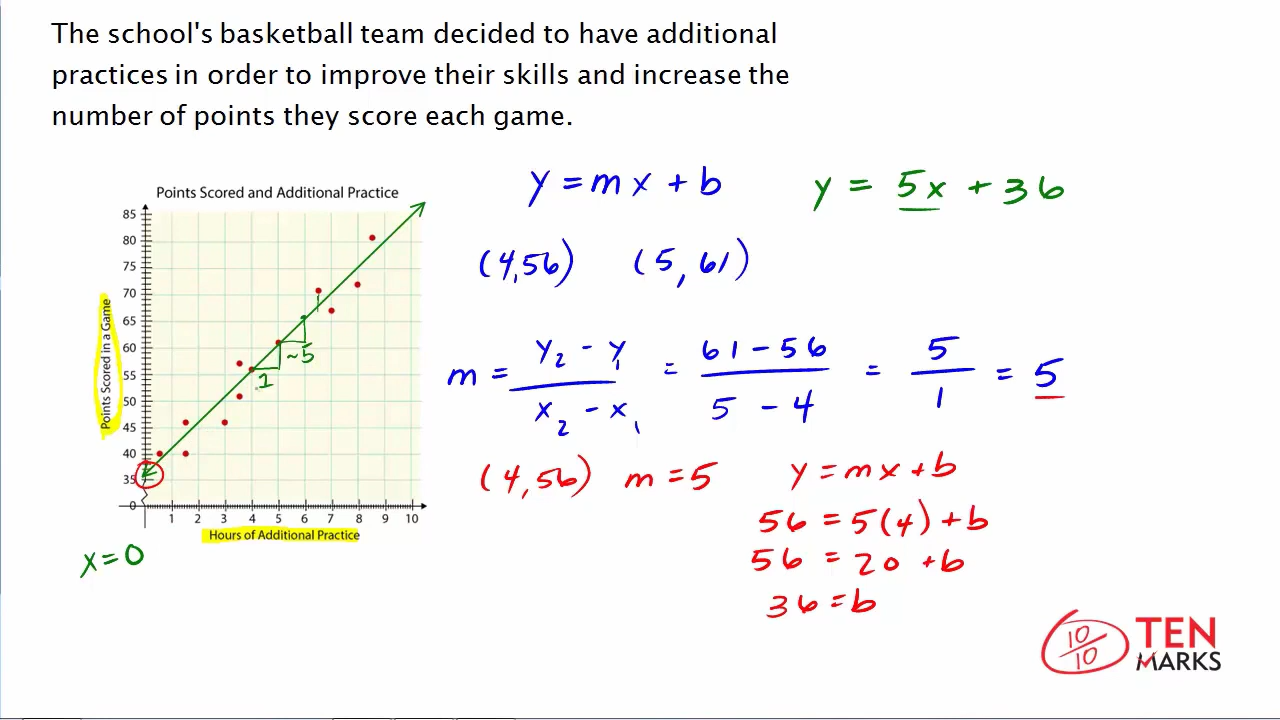 The school's basketball team decided to have additional
practices in order to improve their skills and increase the
number of points they score each game.
y = mx + b
y = 5x + 36
(4,56) (5,61)
m = y₂ - y₁ / x₂ - x₁ = 61 - 56 / 5 - 4 = 5 / 1 = 5
(4,56) m = 5
y = mx + b
56 = 5(4) + b
56 = 20 + b
36 = b
Points Scored and Additional Practice
Points Scored in a Game
85
80
75
70
65
60
55
50
45
40
35
0
~5
1
1 2 3 4 5 6 7 8 9 10
Hours of Additional Practice
x = 0
10/10
TEN
MARKS